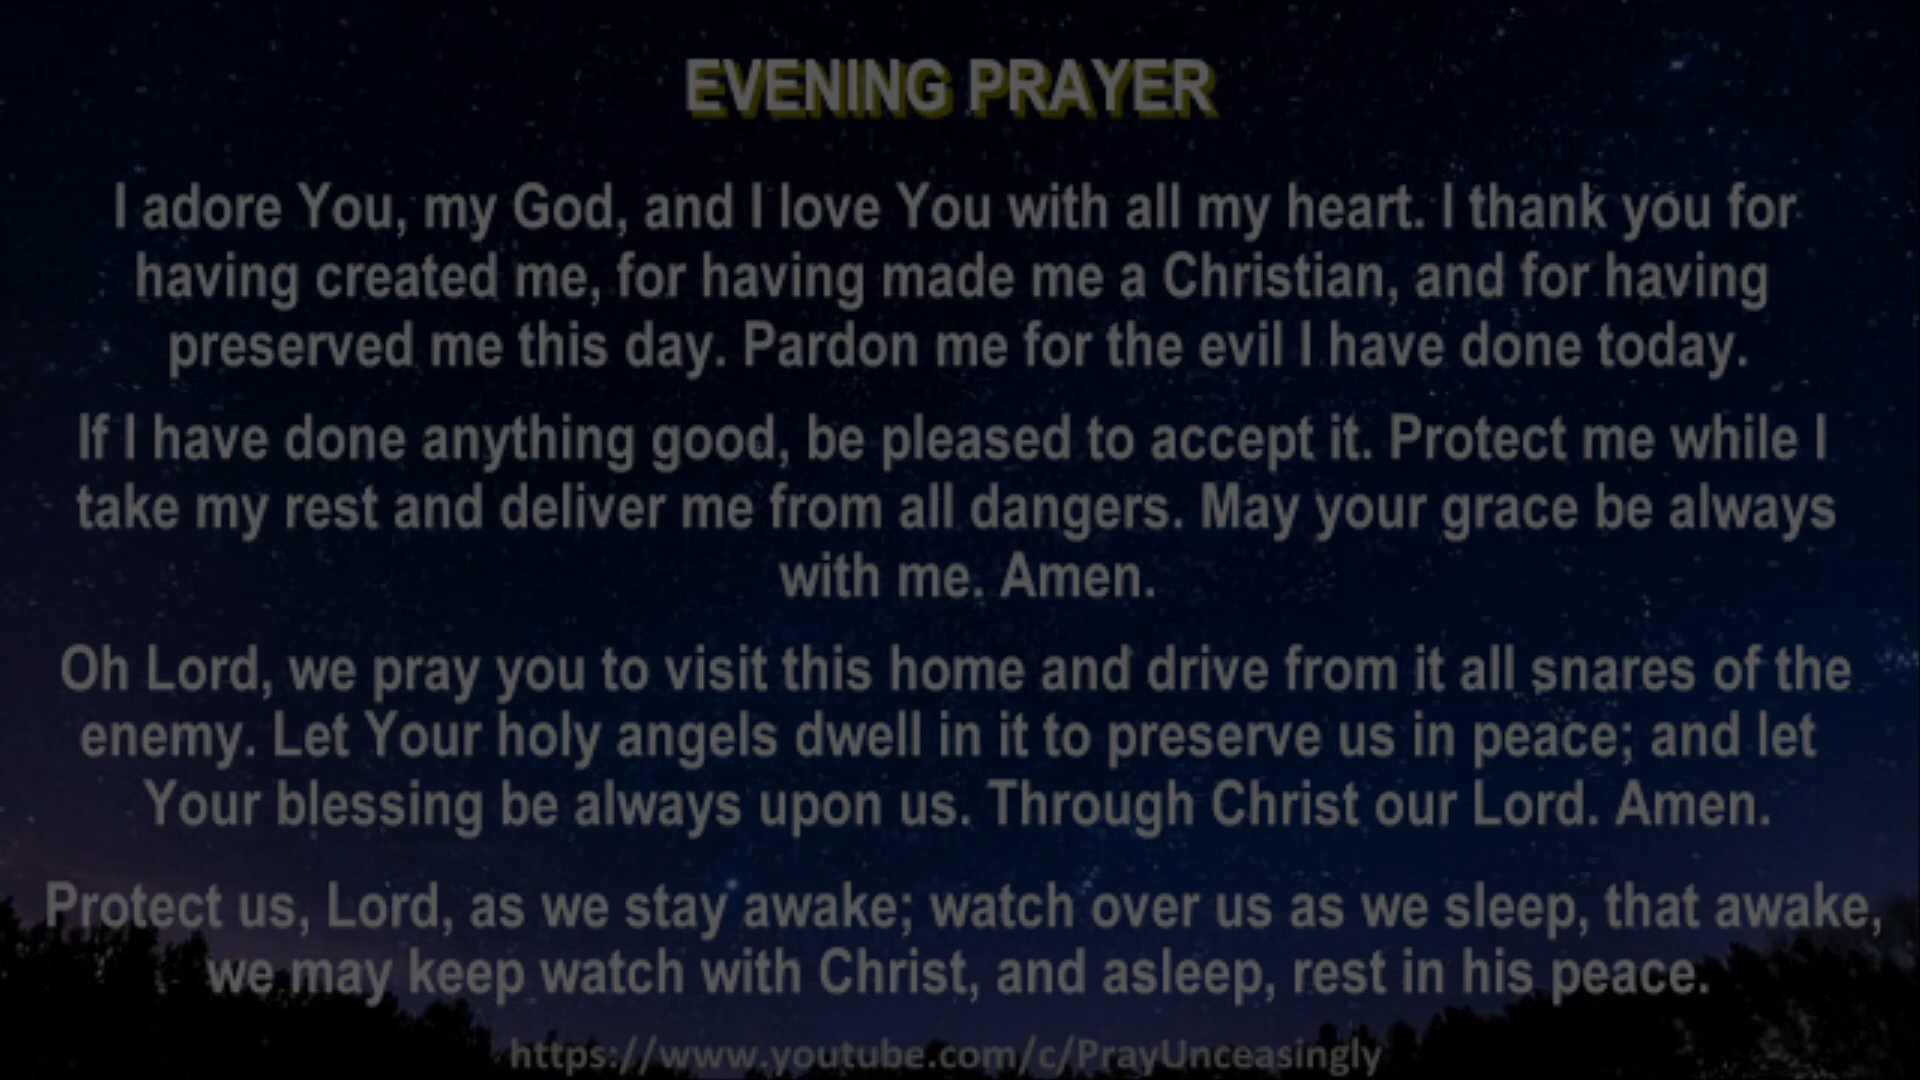 EVENING PRAYER
I adore You, my God, and I love You with all my heart. I thank you for
having created me, for having made me a Christian, and for having
preserved me this day. Pardon me for the evil I have done today.
If I have done anything good, be pleased to accept it. Protect me while I
take my rest and deliver me from all dangers. May your grace be always
with me. Amen.
Oh Lord, we pray you to visit this home and drive from it all snares of the
enemy. Let Your holy angels dwell in it to preserve us in peace; and let
Your blessing be always upon us. Through Christ our Lord. Amen.
Protect us, Lord, as we stay awake; watch over us as we sleep, that awake,
we may keep watch with Christ, and asleep, rest in his peace.
https://www.youtube.com/c/PrayUnceasingly